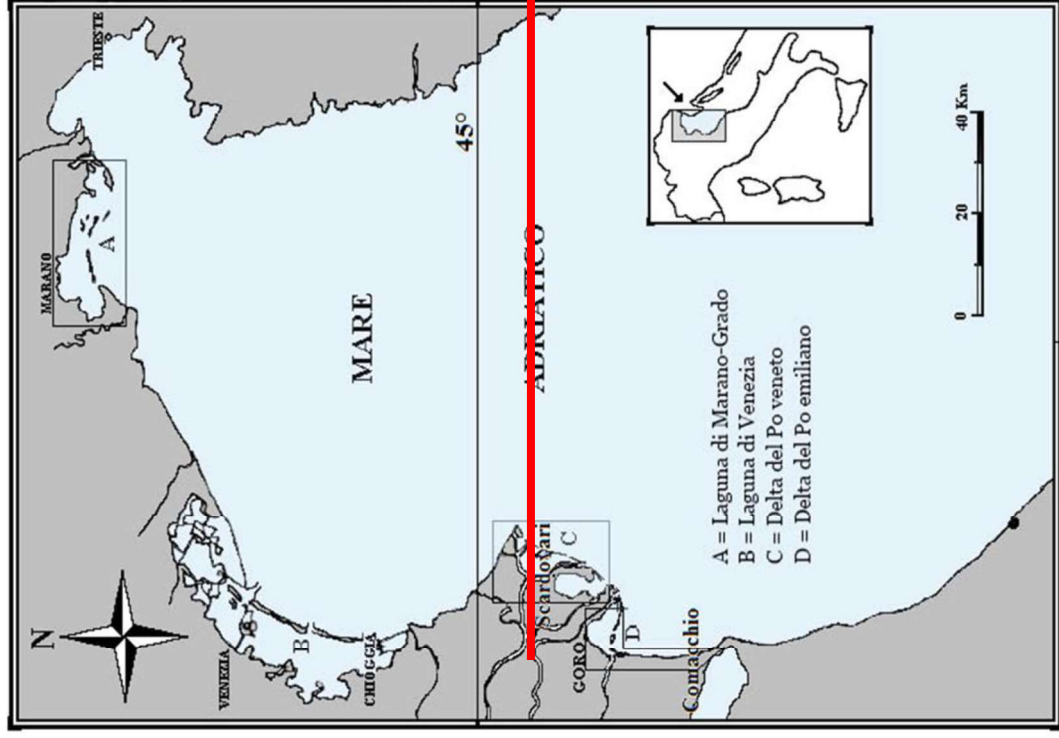 N
TRIESTE
MARANO
A
45°
VENEZIA
B
CHIOGGIA
MARE
ADRIATICO
Scardovari
C
GORO
D
Comacchio
A = Laguna di Marano-Grado
B = Laguna di Venezia
C = Delta del Po veneto
D = Delta del Po emiliano
0 20 40 Km